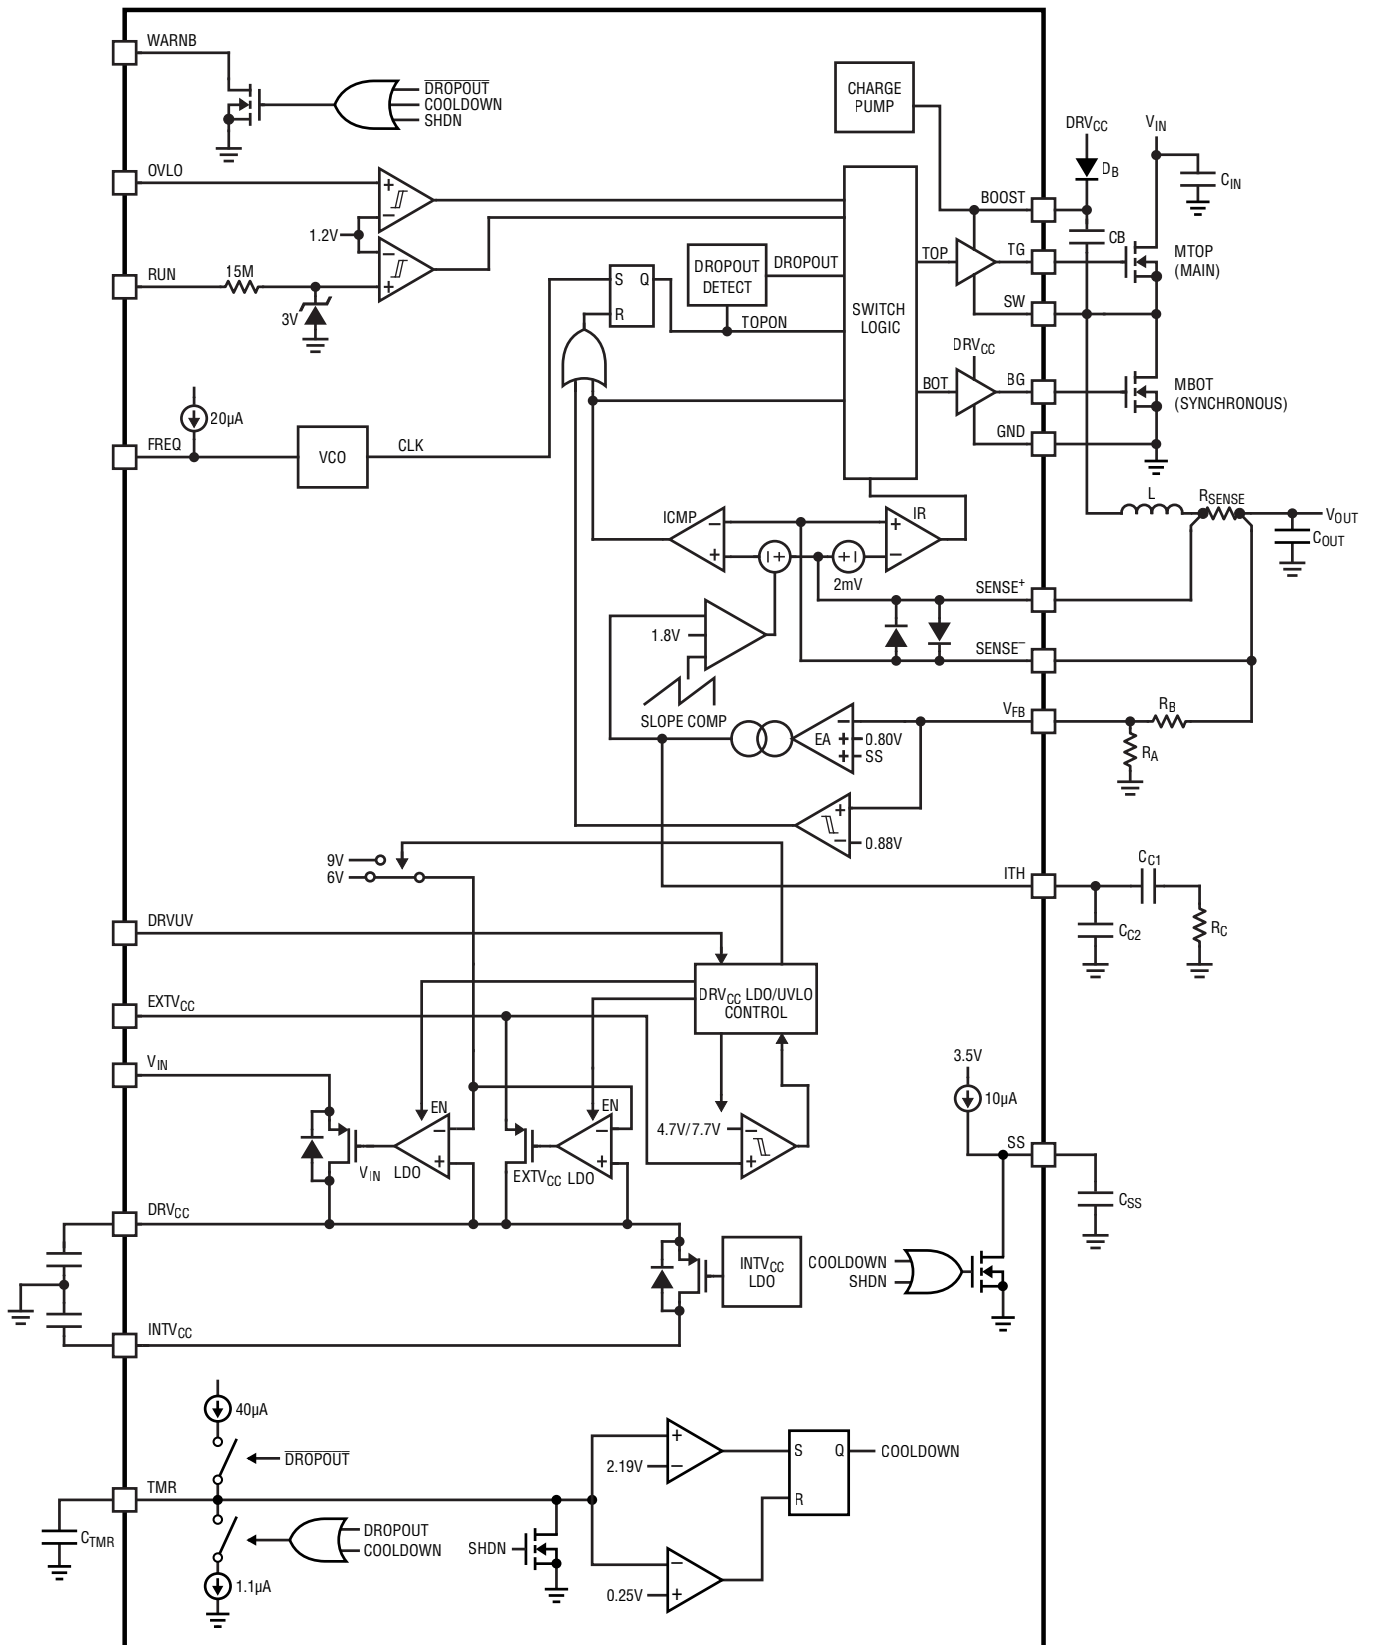 WARNB
DROPOUT
COOLDOWN
SHDN
CHARGE
PUMP
DRVCC
VIN
DB
CIN
OVLO
+
−
1.2V
−
+
RUN
15M
3V
BOOST
CB
TOP
TG
MTOP
(MAIN)
SW
S Q
R
DROPOUT
DETECT
DROPOUT
TOPON
SWITCH
LOGIC
DRVCC
BOT
BG
MBOT
(SYNCHRONOUS)
GND
20µA
FREQ
VCO
CLK
L
RSENSE
VOUT
COUT
ICMP
−
+
+
+
2mV
+
−
IR
SENSE+
1.8V
SENSE−
SLOPE COMP
VFB
RB
RA
EA
−
+
0.80V
+
SS
+
−
0.88V
9V
6V
ITH
CC1
CC2
RC
DRVUV
DRVCC LDO/UVLO
CONTROL
EXTVCC
VIN
3.5V
10µA
EN
−
+
VIN LDO
EN
−
+
EXTVCC LDO
4.7V/7.7V
−
+
SS
CSS
DRVCC
INTVCC
LDO
COOLDOWN
SHDN
INTVCC
40µA
DROPOUT
TMR
CTMR
DROPOUT
COOLDOWN
1.1µA
SHDN
+
2.19V
−
−
0.25V
+
S Q
R
COOLDOWN